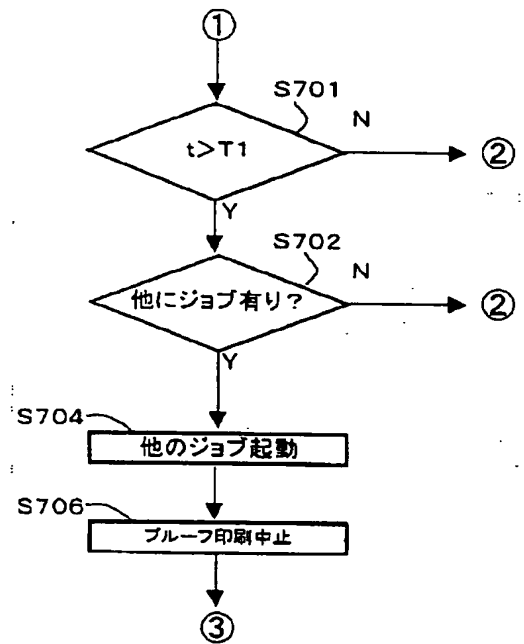 ①
S701
t>T1
N
②
Y
S702
他にジョブ有り?
N
②
Y
S704
他のジョブ起動
S706
プルーフ印刷中止
③